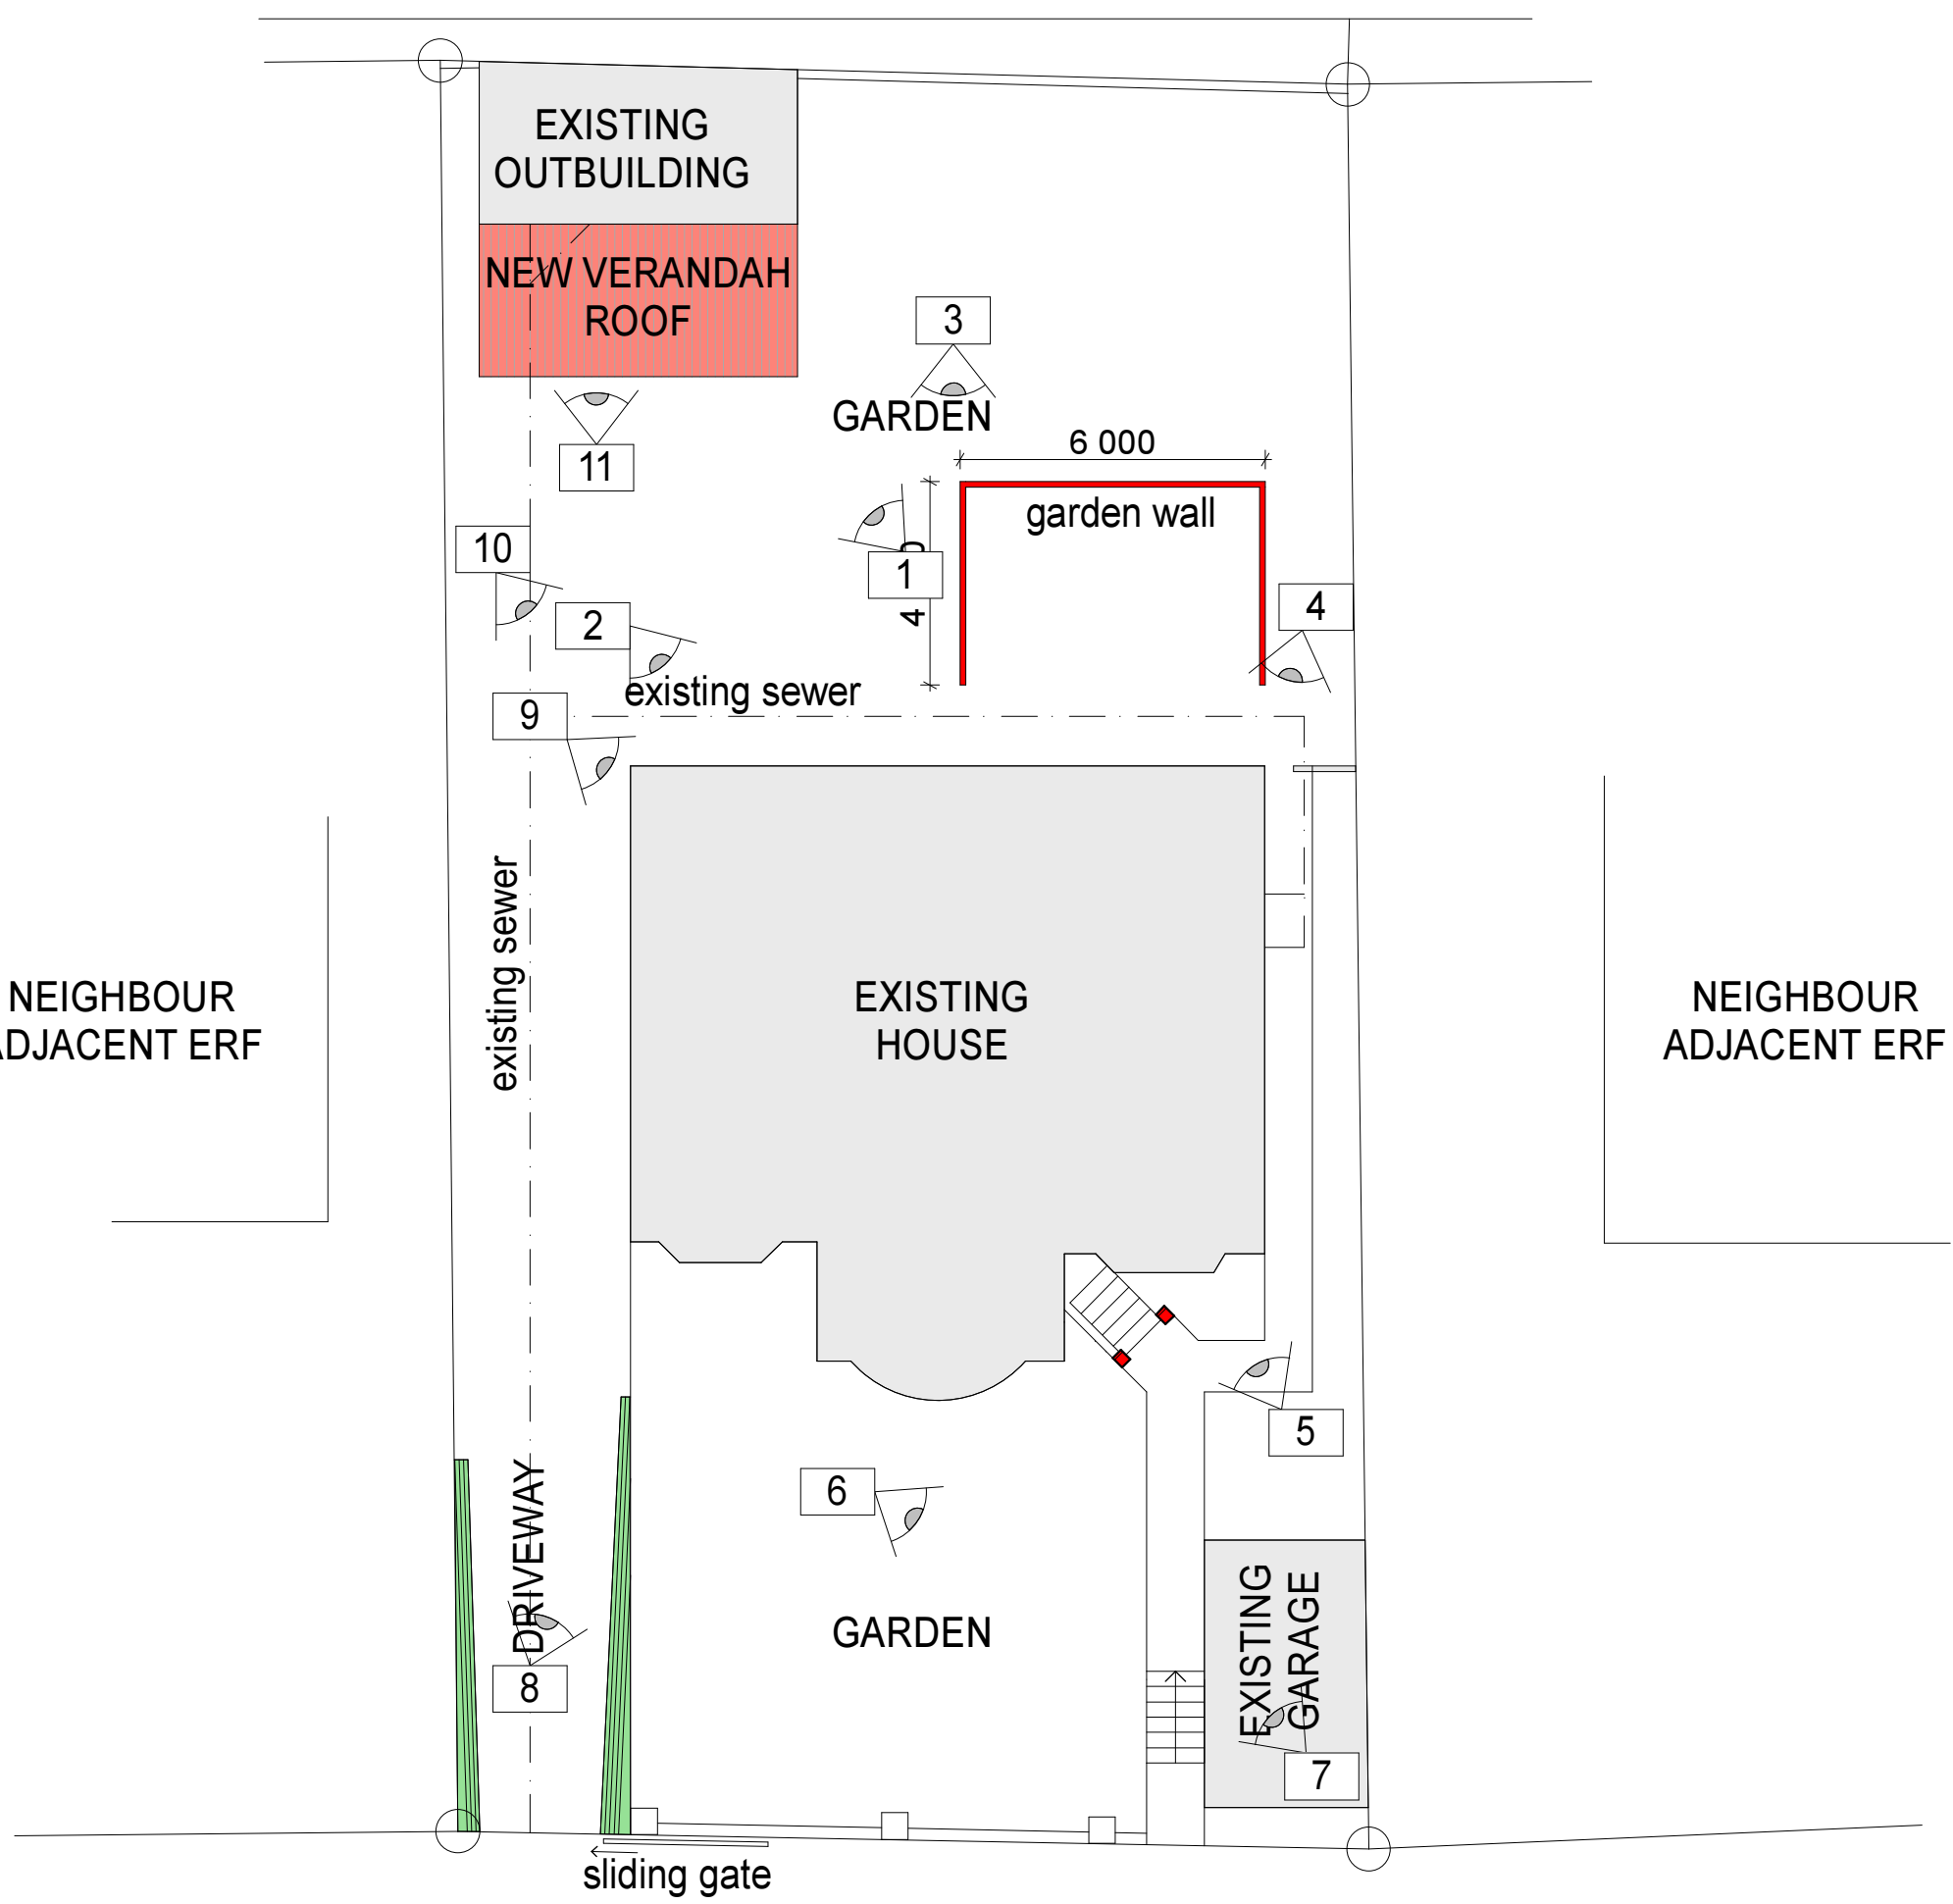 EXISTING
OUTBUILDING
NEW VERANDAH
ROOF
3
GARDEN
6 000
11
garden wall
10
1
4
2
4
existing sewer
9
existing sewer
NEIGHBOUR
ADJACENT ERF
EXISTING
HOUSE
NEIGHBOUR
ADJACENT ERF
5
6
DRIVEWAY
GARDEN
EXISTING
GARAGE
8
7
sliding gate